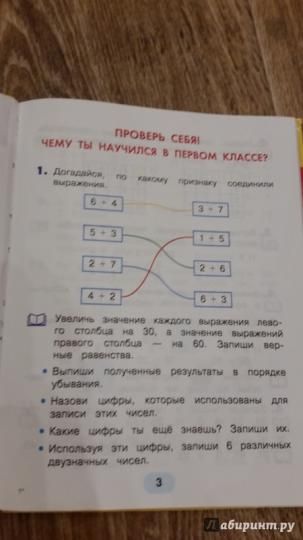 ПРОВЕРЬ СЕБЯ!
ЧЕМУ ТЫ НАУЧИЛСЯ В ПЕРВОМ КЛАССЕ?
1. Догадайся, по какому признаку соединили
выражения.
6 + 4 3 + 7
5 + 3 1 + 5
2 + 7 2 + 6
4 + 2 6 + 3
Увеличь значение каждого выражения лево-
го столбца на 30, а значение выражений
правого столбца — на 60. Запиши вер-
ные равенства.
• Выпиши полученные результаты в порядке
убывания.
• Назови цифры, которые использованы для
записи этих чисел.
• Какие цифры ты ещё знаешь? Запиши их.
• Используя эти цифры, запиши 6 различных
двузначных чисел.
3
Лабиринт.ру